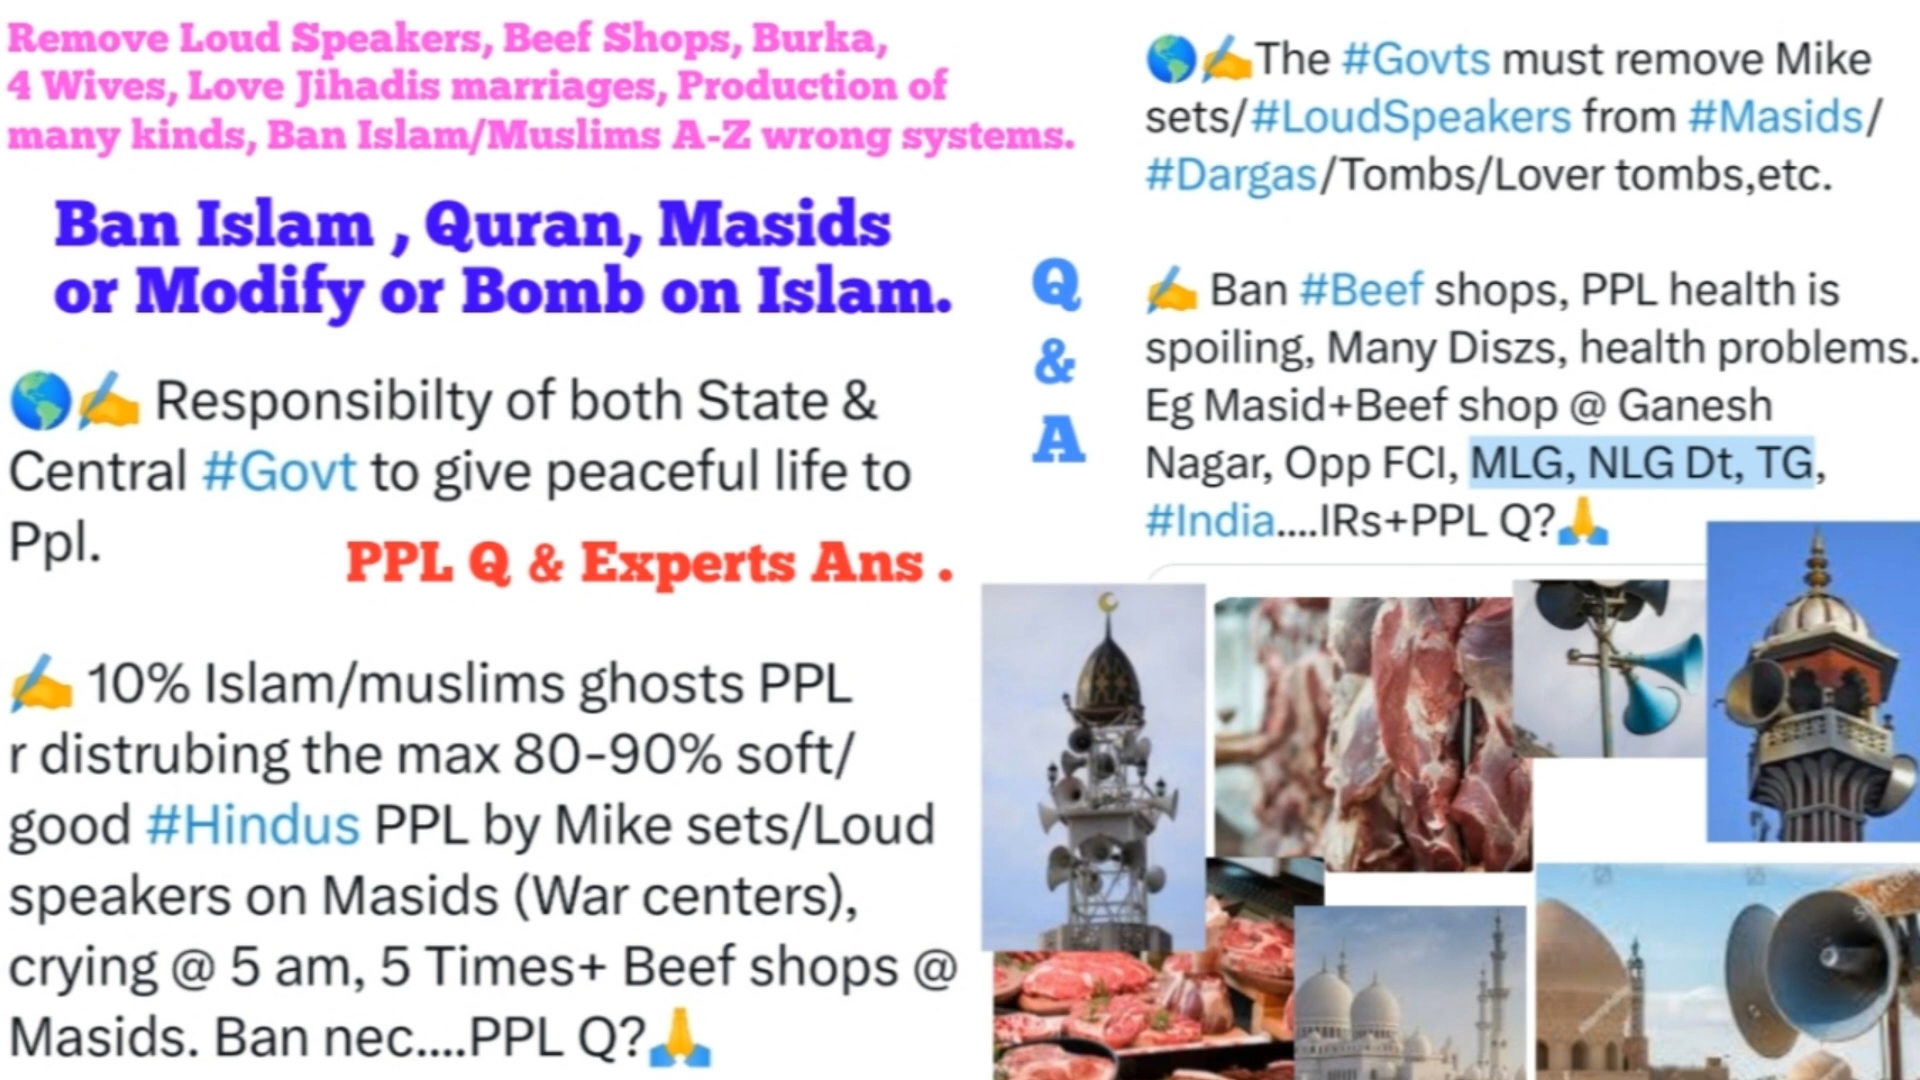 Remove Loud Speakers, Beef Shops, Burka,
4 Wives, Love Jihadis marriages, Production of
many kinds, Ban Islam/Muslims A-Z wrong systems.
Ban Islam , Quran, Masids
or Modify or Bomb on Islam.
🌎✍️ Responsibilty of both State &
Central #Govt to give peaceful life to
Ppl.
PPL Q & Experts Ans .
✍️ 10% Islam/muslims ghosts PPL
r distrubing the max 80-90% soft/
good #Hindus PPL by Mike sets/Loud
speakers on Masids (War centers),
crying @ 5 am, 5 Times+ Beef shops @
Masids. Ban nec....PPL Q?🙏
Q
&
A
🌎✍️The #Govts must remove Mike
sets/#LoudSpeakers from #Masids/
#Dargas/Tombs/Lover tombs,etc.
✍️ Ban #Beef shops, PPL health is
spoiling, Many Diszs, health problems.
Eg Masid+Beef shop @ Ganesh
Nagar, Opp FCI, MLG, NLG Dt, TG,
#India....IRs+PPL Q?🙏